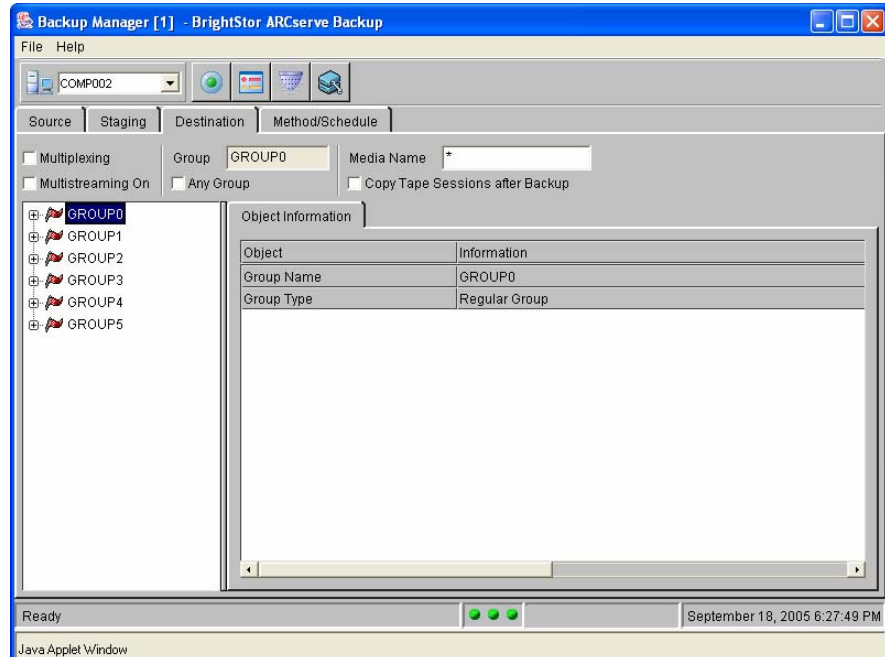 Backup Manager [1] - BrightStor ARCserve Backup
File Help
COMP002
Source Staging Destination Method/Schedule
Multiplexing Group GROUP0 Media Name *
Multistreaming On Any Group Copy Tape Sessions after Backup
GROUP0
GROUP1
GROUP2
GROUP3
GROUP4
GROUP5
Object Information
Object Information
Group Name GROUP0
Group Type Regular Group
Ready September 18, 2005 6:27:49 PM
Java Applet Window